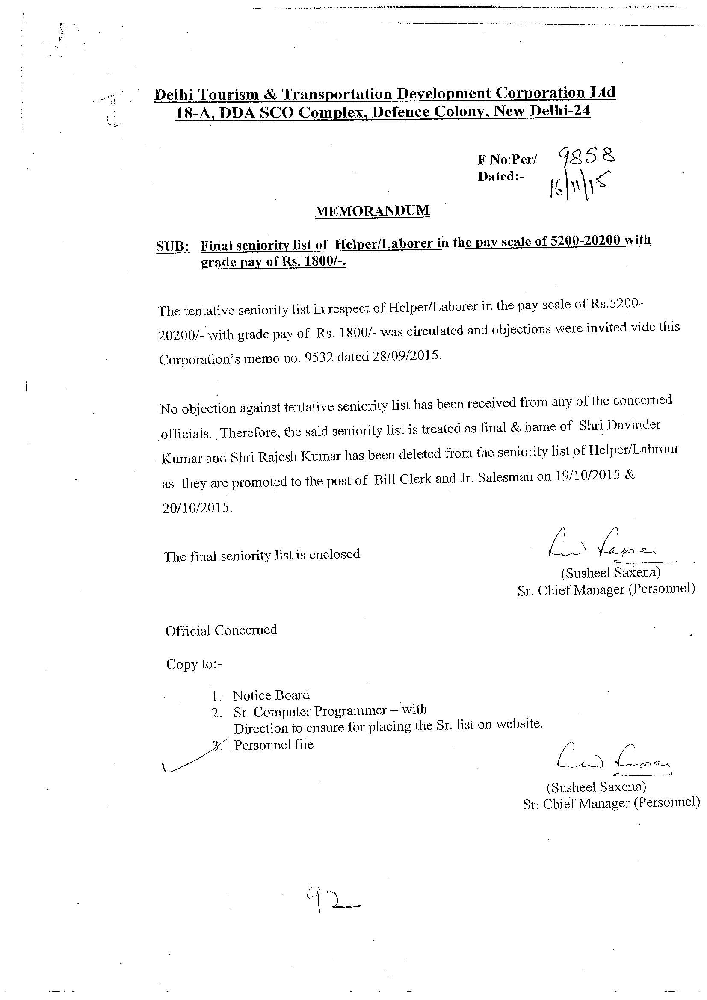 Delhi Tourism & Transportation Development Corporation Ltd
18-A, DDA SCO Complex, Defence Colony, New Delhi-24
F No:Per/ 9858
Dated:- 16/11/15
MEMORANDUM
SUB: Final seniority list of Helper/Laborer in the pay scale of 5200-20200 with
grade pay of Rs. 1800/-.
The tentative seniority list in respect of Helper/Laborer in the pay scale of Rs.5200-
20200/- with grade pay of Rs. 1800/- was circulated and objections were invited vide this
Corporation's memo no. 9532 dated 28/09/2015.
No objection against tentative seniority list has been received from any of the concerned
officials. Therefore, the said seniority list is treated as final & name of Shri Davinder
Kumar and Shri Rajesh Kumar has been deleted from the seniority list of Helper/Labrour
as they are promoted to the post of Bill Clerk and Jr. Salesman on 19/10/2015 &
20/10/2015.
The final seniority list is enclosed
(Susheel Saxena)
Sr. Chief Manager (Personnel)
Official Concerned
Copy to:-
1. Notice Board
2. Sr. Computer Programmer – with
Direction to ensure for placing the Sr. list on website.
3. Personnel file
(Susheel Saxena)
Sr. Chief Manager (Personnel)
92